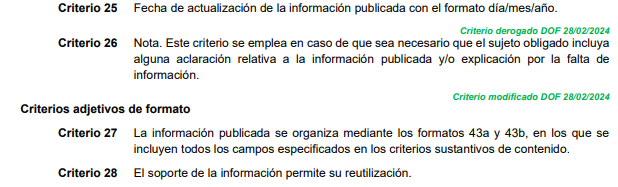 Criterio 25 Fecha de actualización de la información publicada con el formato día/mes/año.
Criterio derogado DOF 28/02/2024
Criterio 26 Nota. Este criterio se emplea en caso de que sea necesario que el sujeto obligado incluya
alguna aclaración relativa a la información publicada y/o explicación por la falta de
información.
Criterio modificado DOF 28/02/2024
Criterios adjetivos de formato
Criterio 27 La información publicada se organiza mediante los formatos 43a y 43b, en los que se
incluyen todos los campos especificados en los criterios sustantivos de contenido.
Criterio 28 El soporte de la información permite su reutilización.